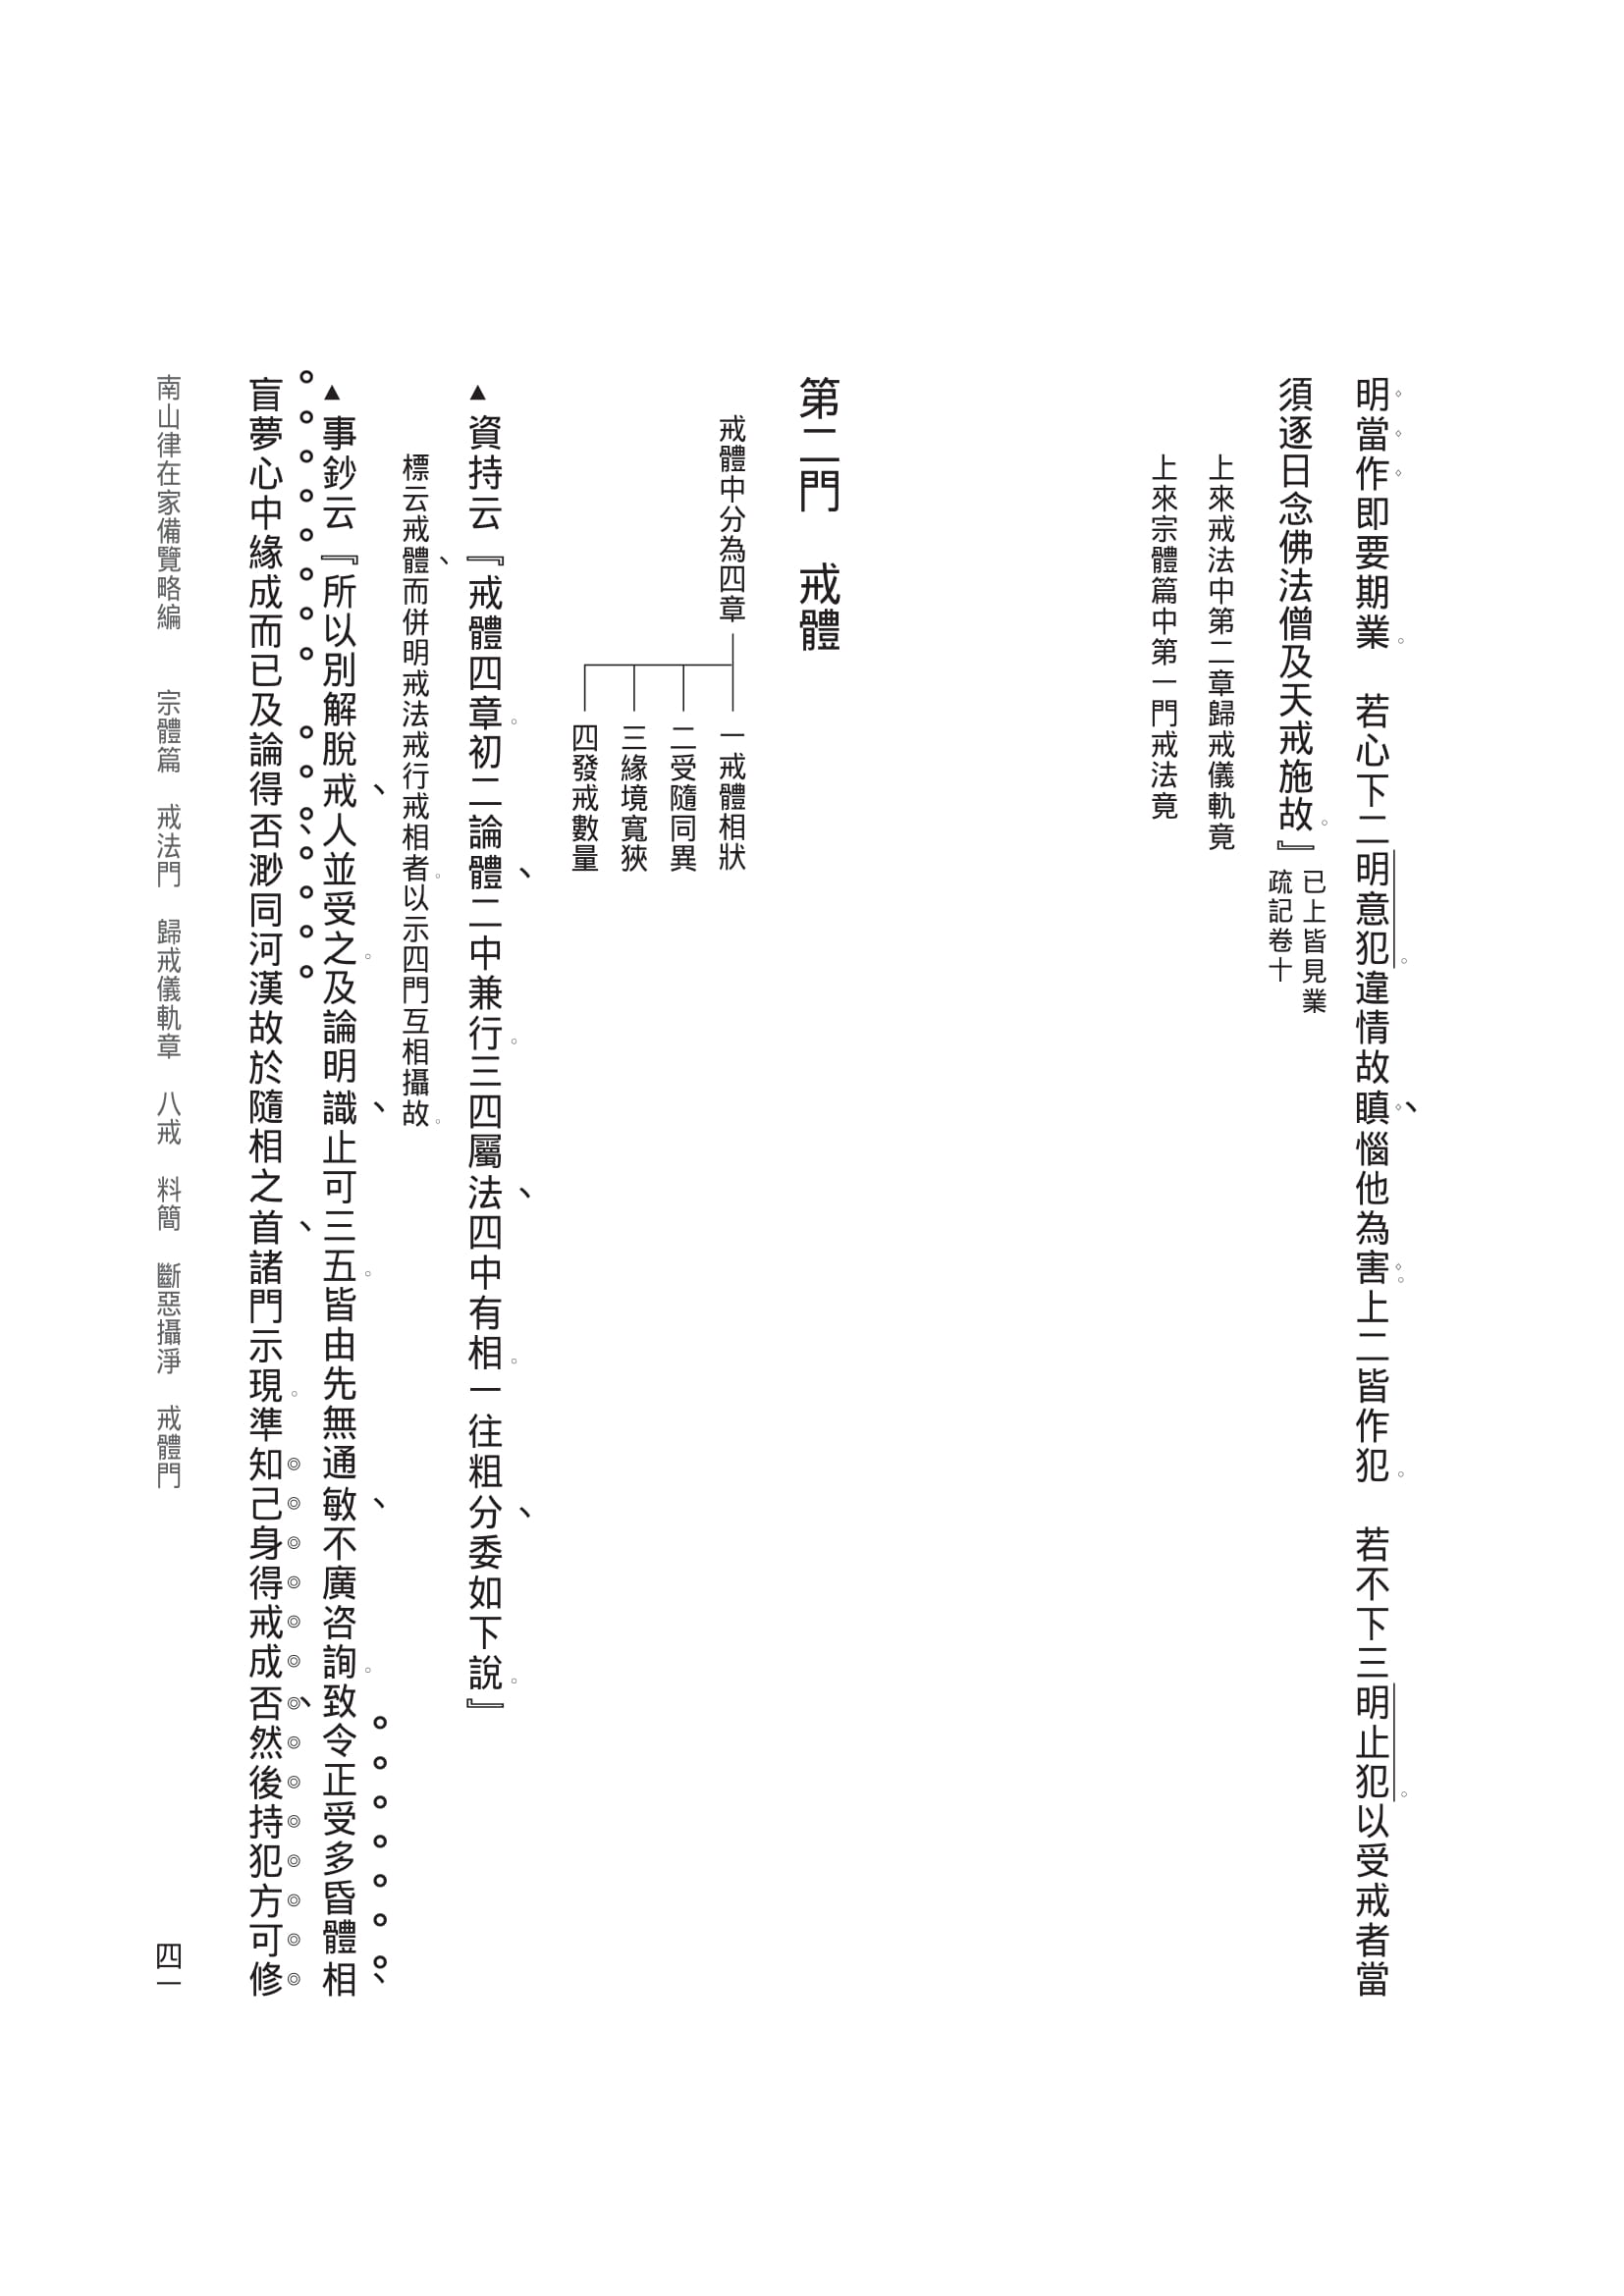 明當作即要期業。　若心下二明意犯。違情故、瞋惱他為害。上二皆作犯。　若不下三明止犯。以受戒者當
須逐日念佛法僧及天戒施故。』
已上皆見業
疏記卷十
上來戒法中第二章歸戒儀軌竟
上來宗體篇中第一門戒法竟
第二門　戒體
戒體中分為四章
一戒體相狀
二受隨同異
三緣境寬狹
四發戒數量
▲資持云『戒體四章。初二論體、二中兼行。三四屬法、四中有相。一往粗分、委如下說。』
標云戒體、而併明戒法戒行戒相者。以示四門互相攝故。
▲事鈔云『所以別解脫戒、人並受之。及論明識、止可三五。皆由先無通敏、不廣咨詢。致令正受多昏體相、
盲夢心中緣成而已及論得否、渺同河漢故於隨相之首、諸門示現。準知己身得戒成否、然後持犯方可修
南山律在家備覽略編　宗體篇　戒法門　歸戒儀軌章　八戒　料簡　斷惡攝淨　戒體門
四一